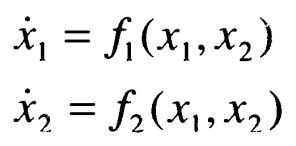 ẋ₁ = f₁(x₁, x₂)
ẋ₂ = f₂(x₁, x₂)